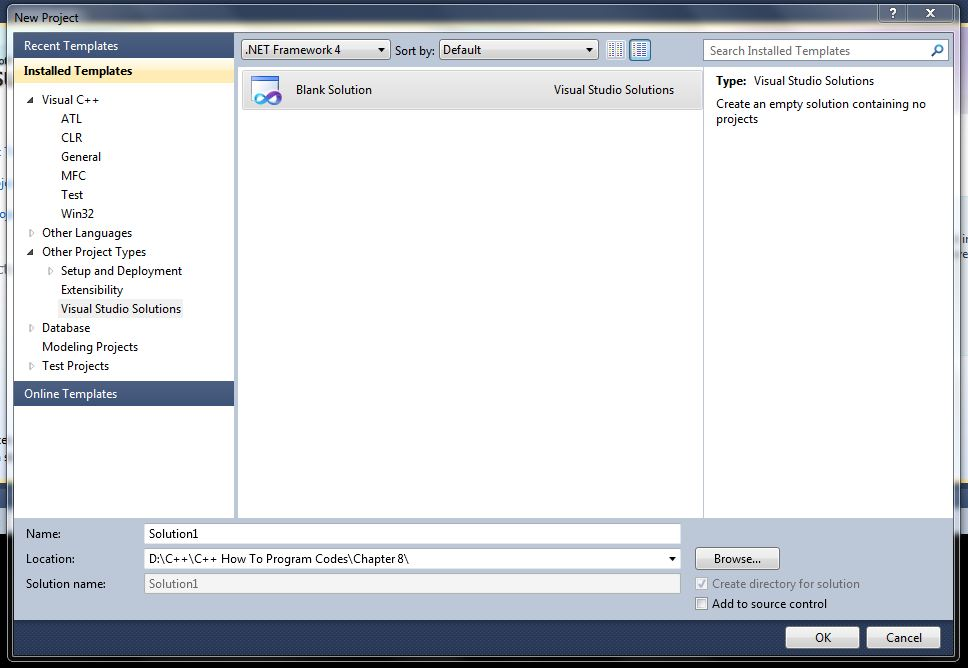 New Project
Recent Templates
Installed Templates
Visual C++
ATL
CLR
General
MFC
Test
Win32
Other Languages
Other Project Types
Setup and Deployment
Extensibility
Visual Studio Solutions
Database
Modeling Projects
Test Projects
Online Templates
.NET Framework 4 Sort by: Default
Blank Solution Visual Studio Solutions
Search Installed Templates
Type: Visual Studio Solutions
Create an empty solution containing no
projects
Name: Solution1
Location: D:\C++\C++ How To Program Codes\Chapter 8\ Browse...
Solution name: Solution1 Create directory for solution
Add to source control
OK Cancel